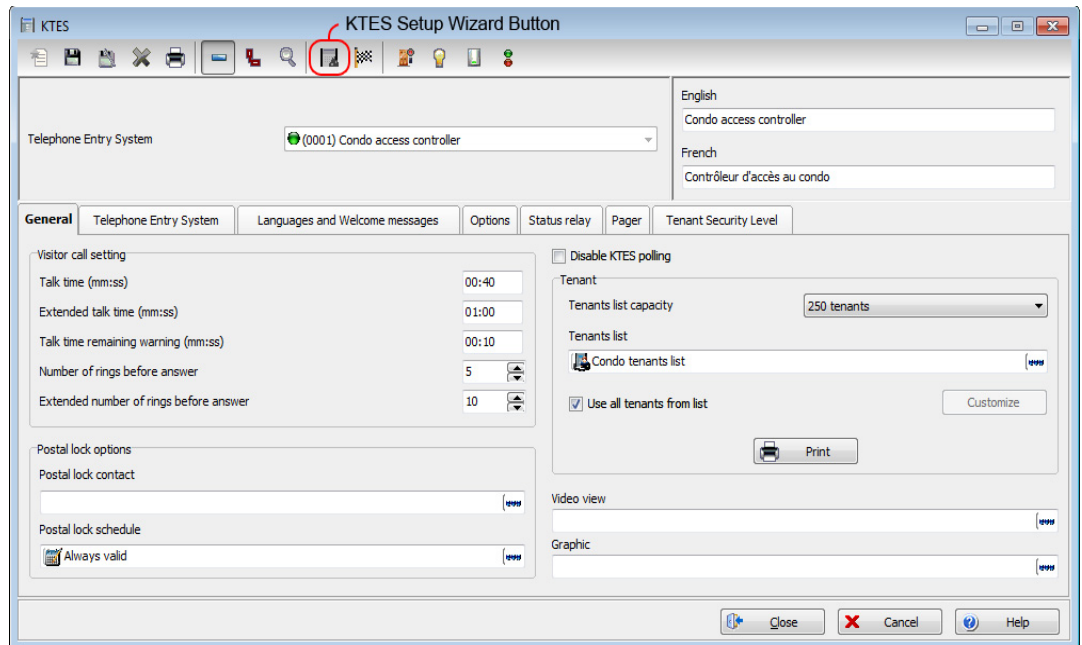 KTES
KTES Setup Wizard Button
Telephone Entry System
(0001) Condo access controller
English
Condo access controller
French
Contrôleur d'accès au condo
General
Telephone Entry System
Languages and Welcome messages
Options
Status relay
Pager
Tenant Security Level
Visitor call setting
Talk time (mm:ss)
00:40
Extended talk time (mm:ss)
01:00
Talk time remaining warning (mm:ss)
00:10
Number of rings before answer
5
Extended number of rings before answer
10
Postal lock options
Postal lock contact
Postal lock schedule
Always valid
Disable KTES polling
Tenant
Tenants list capacity
250 tenants
Tenants list
Condo tenants list
Use all tenants from list
Customize
Print
Video view
Graphic
Close
Cancel
Help